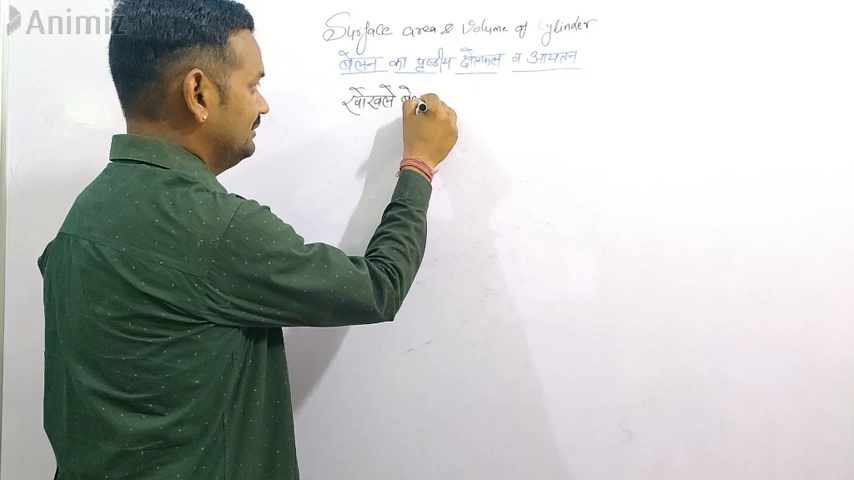 Animiz
Surface area & Volume of Cylinder
बेलन का पृष्ठीय क्षेत्रफल व आयतन
खोखले